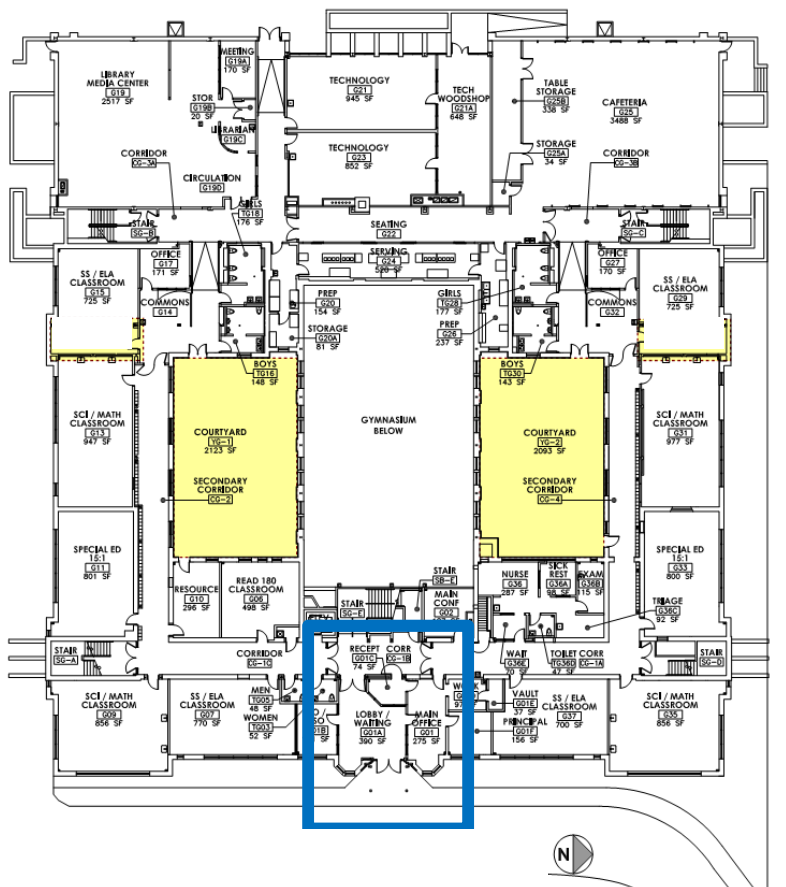 MEETING
G19A
170 SF
LIBRARY
MEDIA CENTER
G19
2517 SF
STOR
G19B
20 SF
LIBRARIAN
G19C
CORRIDOR
CG-3A
CIRCULATION
G19D
TECHNOLOGY
G21
945 SF
TECH
WOODSHOP
G21A
648 SF
TECHNOLOGY
G23
852 SF
TABLE
STORAGE
G25B
338 SF
CAFETERIA
G25
3488 SF
STORAGE
G25A
34 SF
CORRIDOR
CG-3B
STAIR
SG-B
GIRLS
TG18
176 SF
SEATING
G22
STAIR
SG-C
OFFICE
G17
171 SF
SERVING
G24
520 SF
OFFICE
G27
170 SF
SS / ELA
CLASSROOM
G15
725 SF
COMMONS
G14
PREP
G20
154 SF
STORAGE
G20A
81 SF
GIRLS
TG28
177 SF
PREP
G26
237 SF
COMMONS
G32
SS / ELA
CLASSROOM
G29
725 SF
BOYS
TG16
148 SF
BOYS
TG30
143 SF
SCI / MATH
CLASSROOM
G13
947 SF
COURTYARD
YG-1
2123 SF
GYMNASIUM
BELOW
COURTYARD
YG-2
2093 SF
SCI / MATH
CLASSROOM
G31
977 SF
SECONDARY
CORRIDOR
CG-2
SECONDARY
CORRIDOR
CG-4
SPECIAL ED
15:1
G11
801 SF
RESOURCE
G10
296 SF
READ 180
CLASSROOM
G06
498 SF
STAIR
SG-E
STAIR
SB-E
MAIN
CONF
G02
NURSE
G36
287 SF
SICK
REST
G36A
98 SF
EXAM
G36B
115 SF
TRIAGE
G36C
92 SF
SPECIAL ED
15:1
G33
800 SF
STAIR
SG-A
CORRIDOR
CG-1C
RECEPT
G01C
74 SF
CORR
CG-1B
WAIT
G36E
70
TOILET
TG36D
47 SF
CORR
CG-1A
STAIR
SG-D
SCI / MATH
CLASSROOM
G09
856 SF
SS / ELA
CLASSROOM
G07
770 SF
MEN
TG05
48 SF
WOMEN
TG03
52 SF
01B
SF
LOBBY /
WAITING
G01A
390 SF
MAIN
OFFICE
G01
275 SF
VAULT
G01E
37 SF
PRINCIPAL
G01F
156 SF
SS / ELA
CLASSROOM
G37
700 SF
SCI / MATH
CLASSROOM
G35
856 SF
N